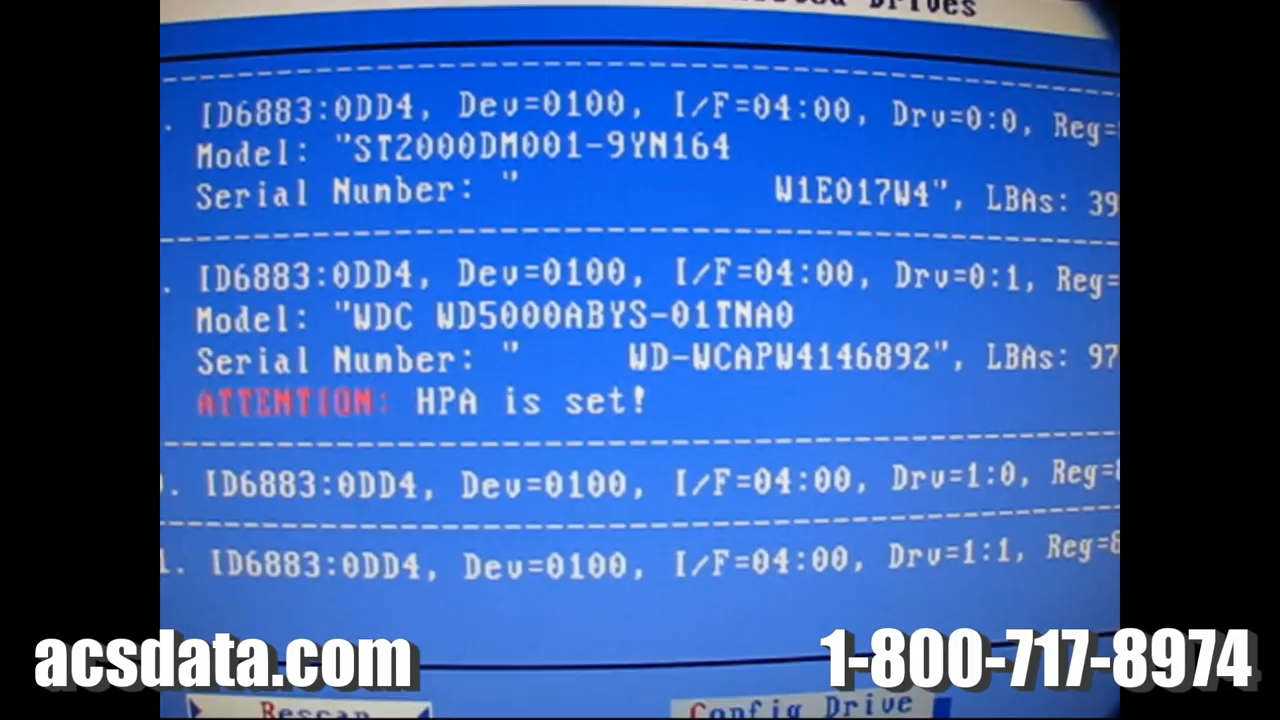 Drives
. ID6883:0DD4, Dev=0100, I/F=04:00, Drv=0:0, Reg=
Model: "ST2000DM001-9YN164
Serial Number: " W1E017W4", LBAs: 39
. ID6883:0DD4, Dev=0100, I/F=04:00, Drv=0:1, Reg=
Model: "WDC WD5000ABYS-01TNA0
Serial Number: " WD-WCAPW4146892", LBAs: 97
ATTENTION: HPA is set!
. ID6883:0DD4, Dev=0100, I/F=04:00, Drv=1:0, Reg=
1. ID6883:0DD4, Dev=0100, I/F=04:00, Drv=1:1, Reg=
acsdata.com 1-800-717-8974
Rescan Config Drive